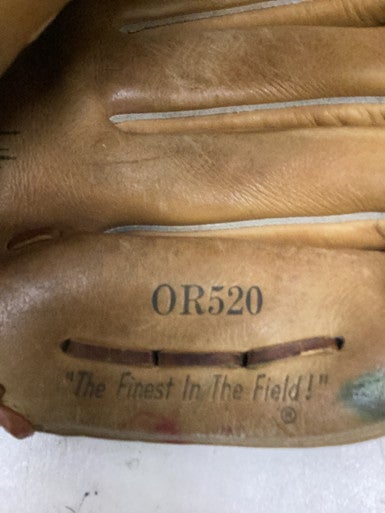 OR520
"The Finest In The Field!"
®